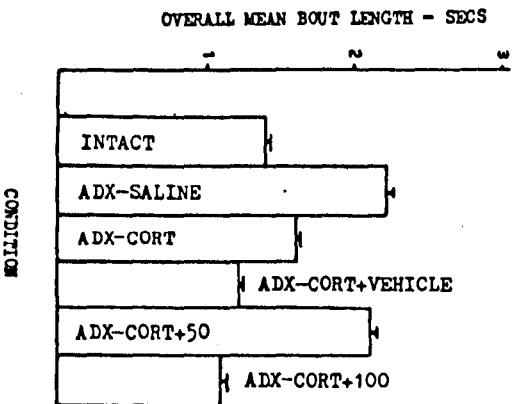 OVERALL MEAN BOUT LENGTH - SECS
1 2 3
INTACT
ADX-SALINE
ADX-CORT
ADX-CORT+VEHICLE
ADX-CORT+50
ADX-CORT+100
CONDITION